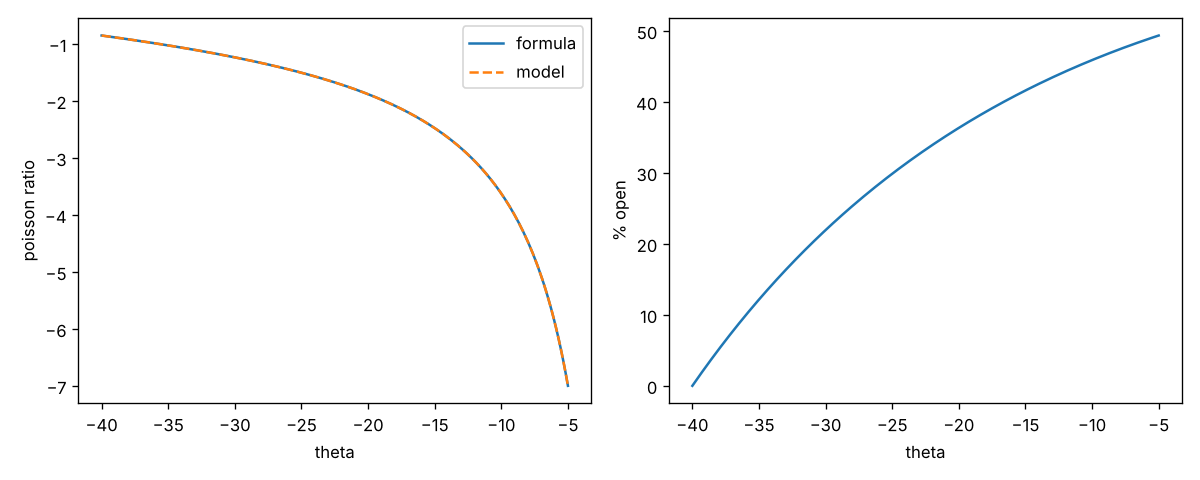 formula
model
−1
−2
−3
−4
−5
−6
−7
poisson ratio
−40 −35 −30 −25 −20 −15 −10 −5
theta
50
40
30
20
10
0
% open
−40 −35 −30 −25 −20 −15 −10 −5
theta